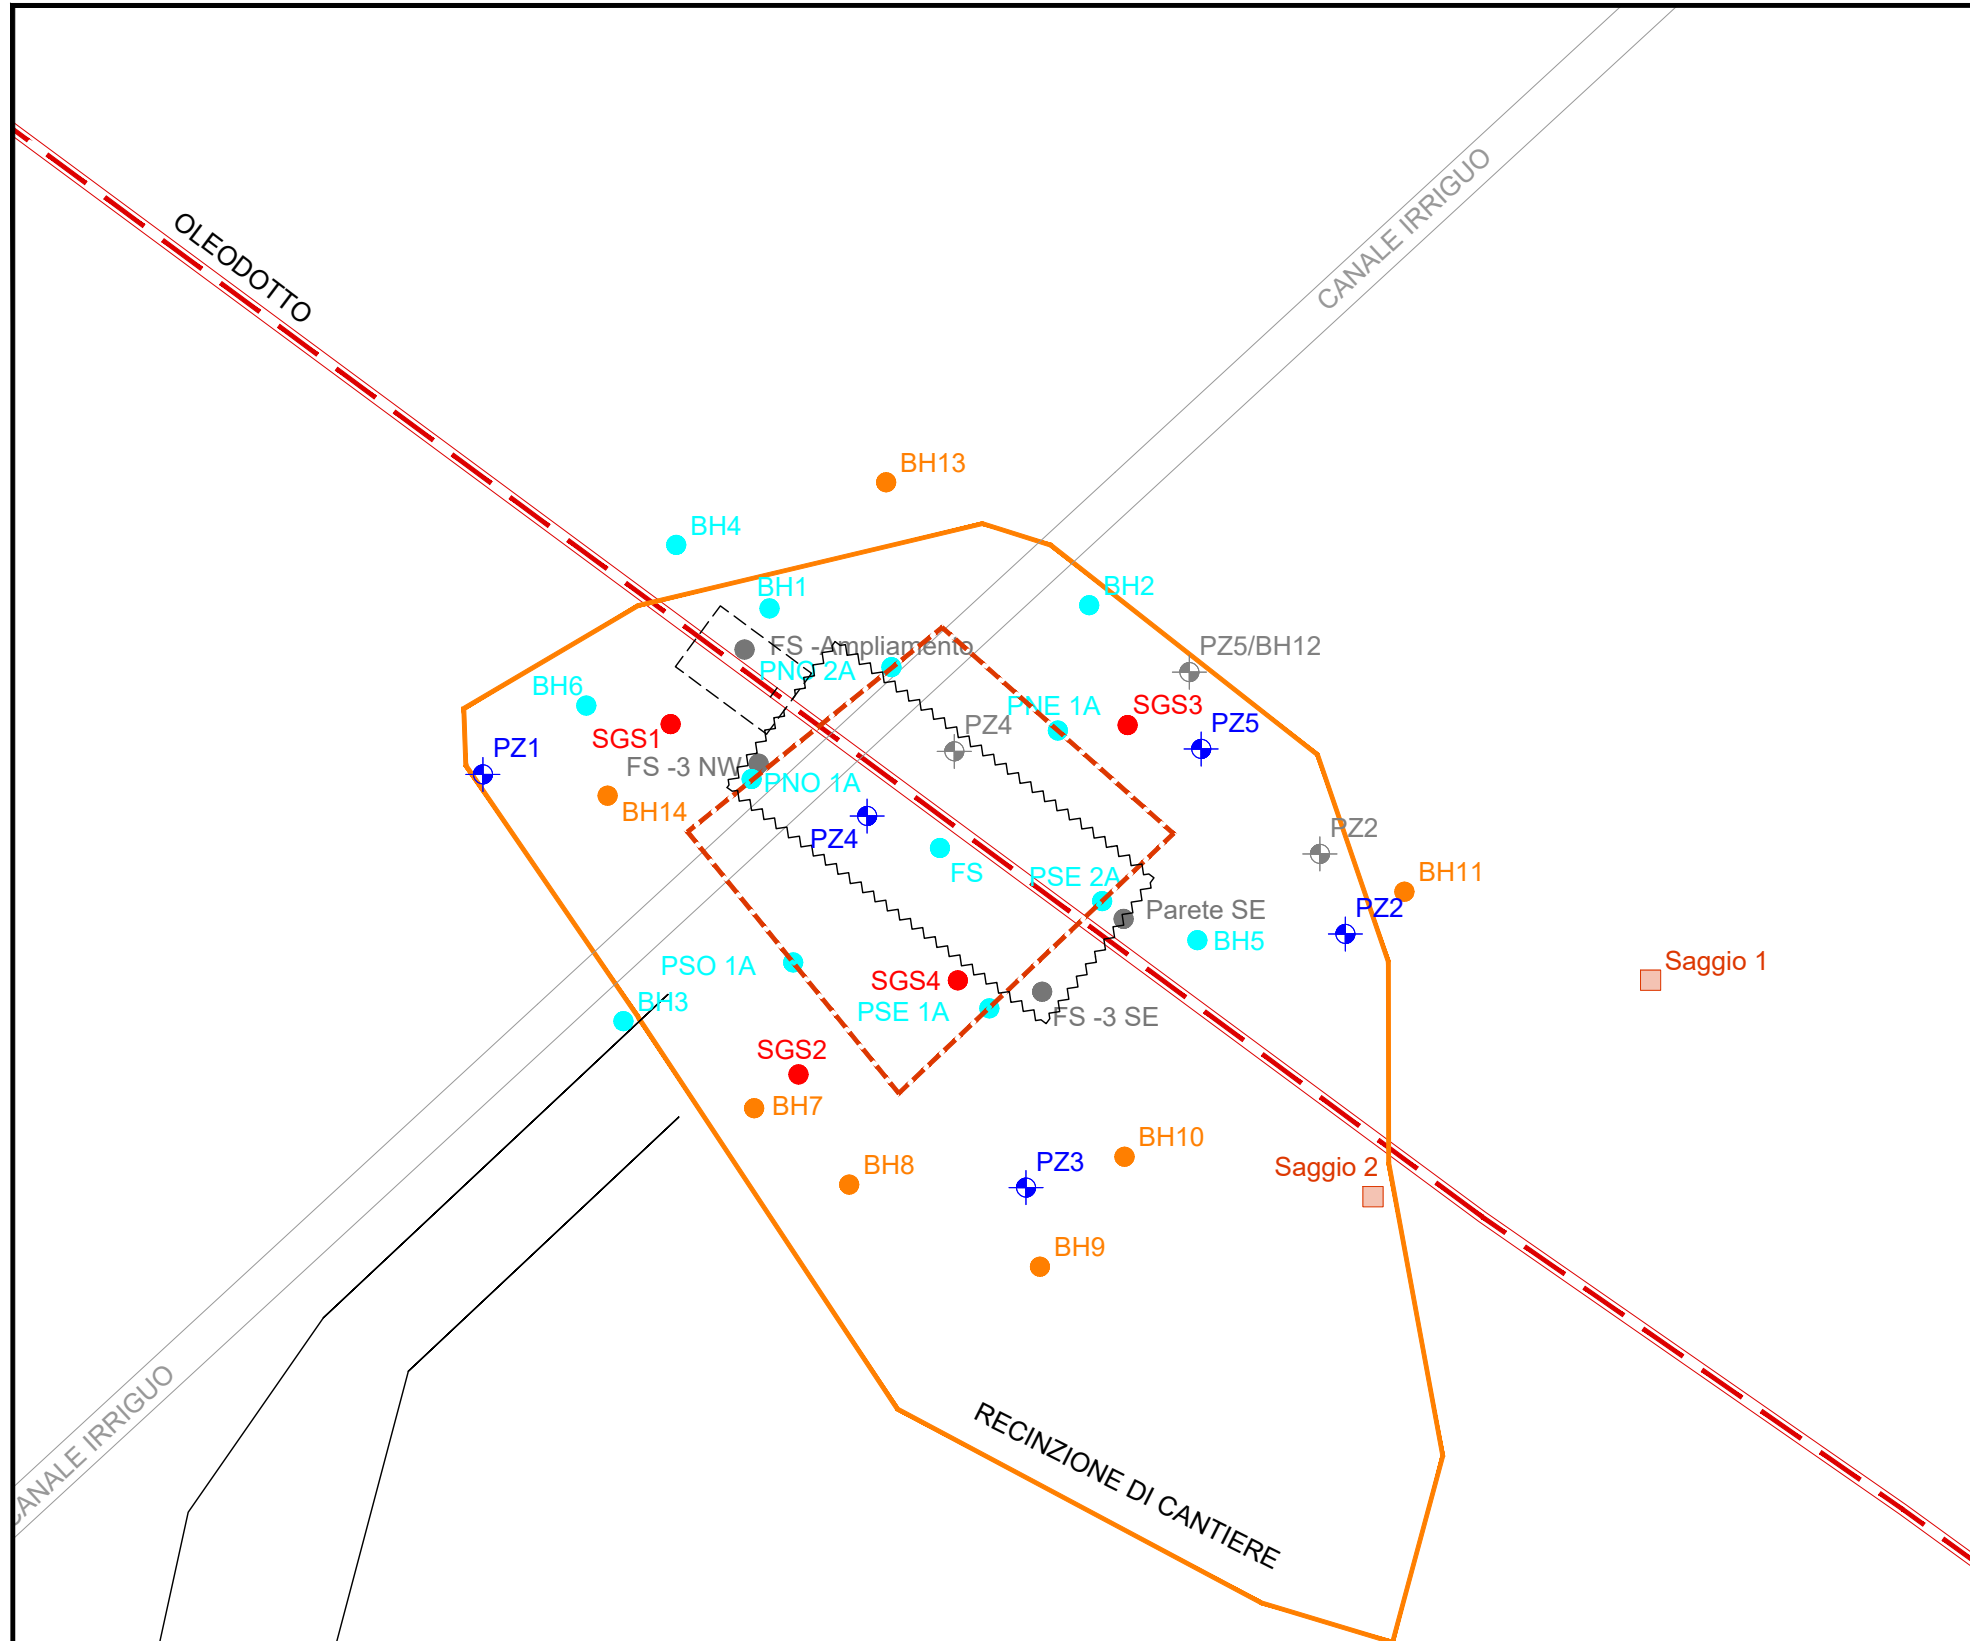 CANALE IRRIGUO
OLEODOTTO
BH13
BH4
BH1
BH2
FS -Ampliamento
PZ5/BH12
PNO 2A
BH6
PNE 1A
SGS3
SGS1
PZ4
PZ5
PZ1
FS -3 NW
PNO 1A
BH14
PZ4
PZ2
FS
PSE 2A
BH11
Parete SE
PZ2
BH5
PSO 1A
Saggio 1
SGS4
BH3
PSE 1A
FS -3 SE
SGS2
BH7
BH10
BH8
PZ3
Saggio 2
BH9
CANALE IRRIGUO
RECINZIONE DI CANTIERE